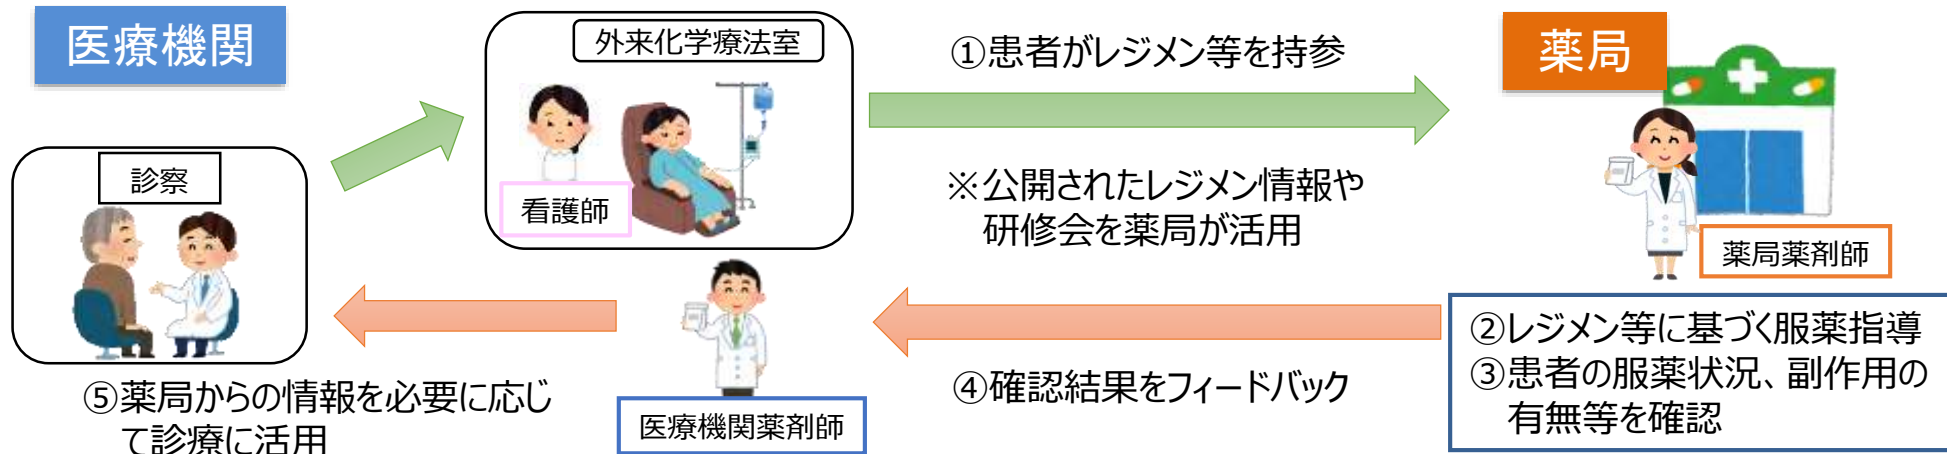 医療機関
外来化学療法室
看護師
診察
①患者がレジメン等を持参
※公開されたレジメン情報や
研修会を薬局が活用
薬局
薬局薬剤師
②レジメン等に基づく服薬指導
③患者の服薬状況、副作用の
有無等を確認
④確認結果をフィードバック
医療機関薬剤師
⑤薬局からの情報を必要に応じ
て診療に活用